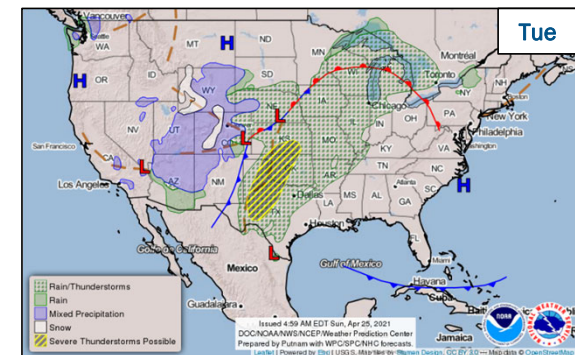 Tue
Vancouver
Seattle
WA
MT
ND
MN
Montréal
H
OR
ID
SD
WI
Toronto
NY
NH
H
WY
NE
IA
Chicago
PA
New York
NV
UT
L
IL
IN
OH
Philadelphia
San Francisco
CA
L
KS
MO
KY
WV
VA
Washington
Los Angeles
L
AZ
NM
AR
TN
NC
SC
H
TX
Dallas
LA
MS
AL
Atlanta
GA
Houston
FL
L
Miami
Golfo de California
Mexico
Gulf of Mexico
Havana
Cuba
Guadalajara
Jamaica
Rain/Thunderstorms
Rain
Mixed Precipitation
Snow
Severe Thunderstorms Possible
Issued 4:59 AM EDT Sun, Apr 25, 2021
DOC/NOAA/NWS/NCEP/Weather Prediction Center
Prepared by Putnam with WPC/SPC/NHC forecasts.
Leaflet | Powered by Esri | USGS, Map tiles by Stamen Design, CC BY 3.0 — Map data © OpenStreetMap
NOAA